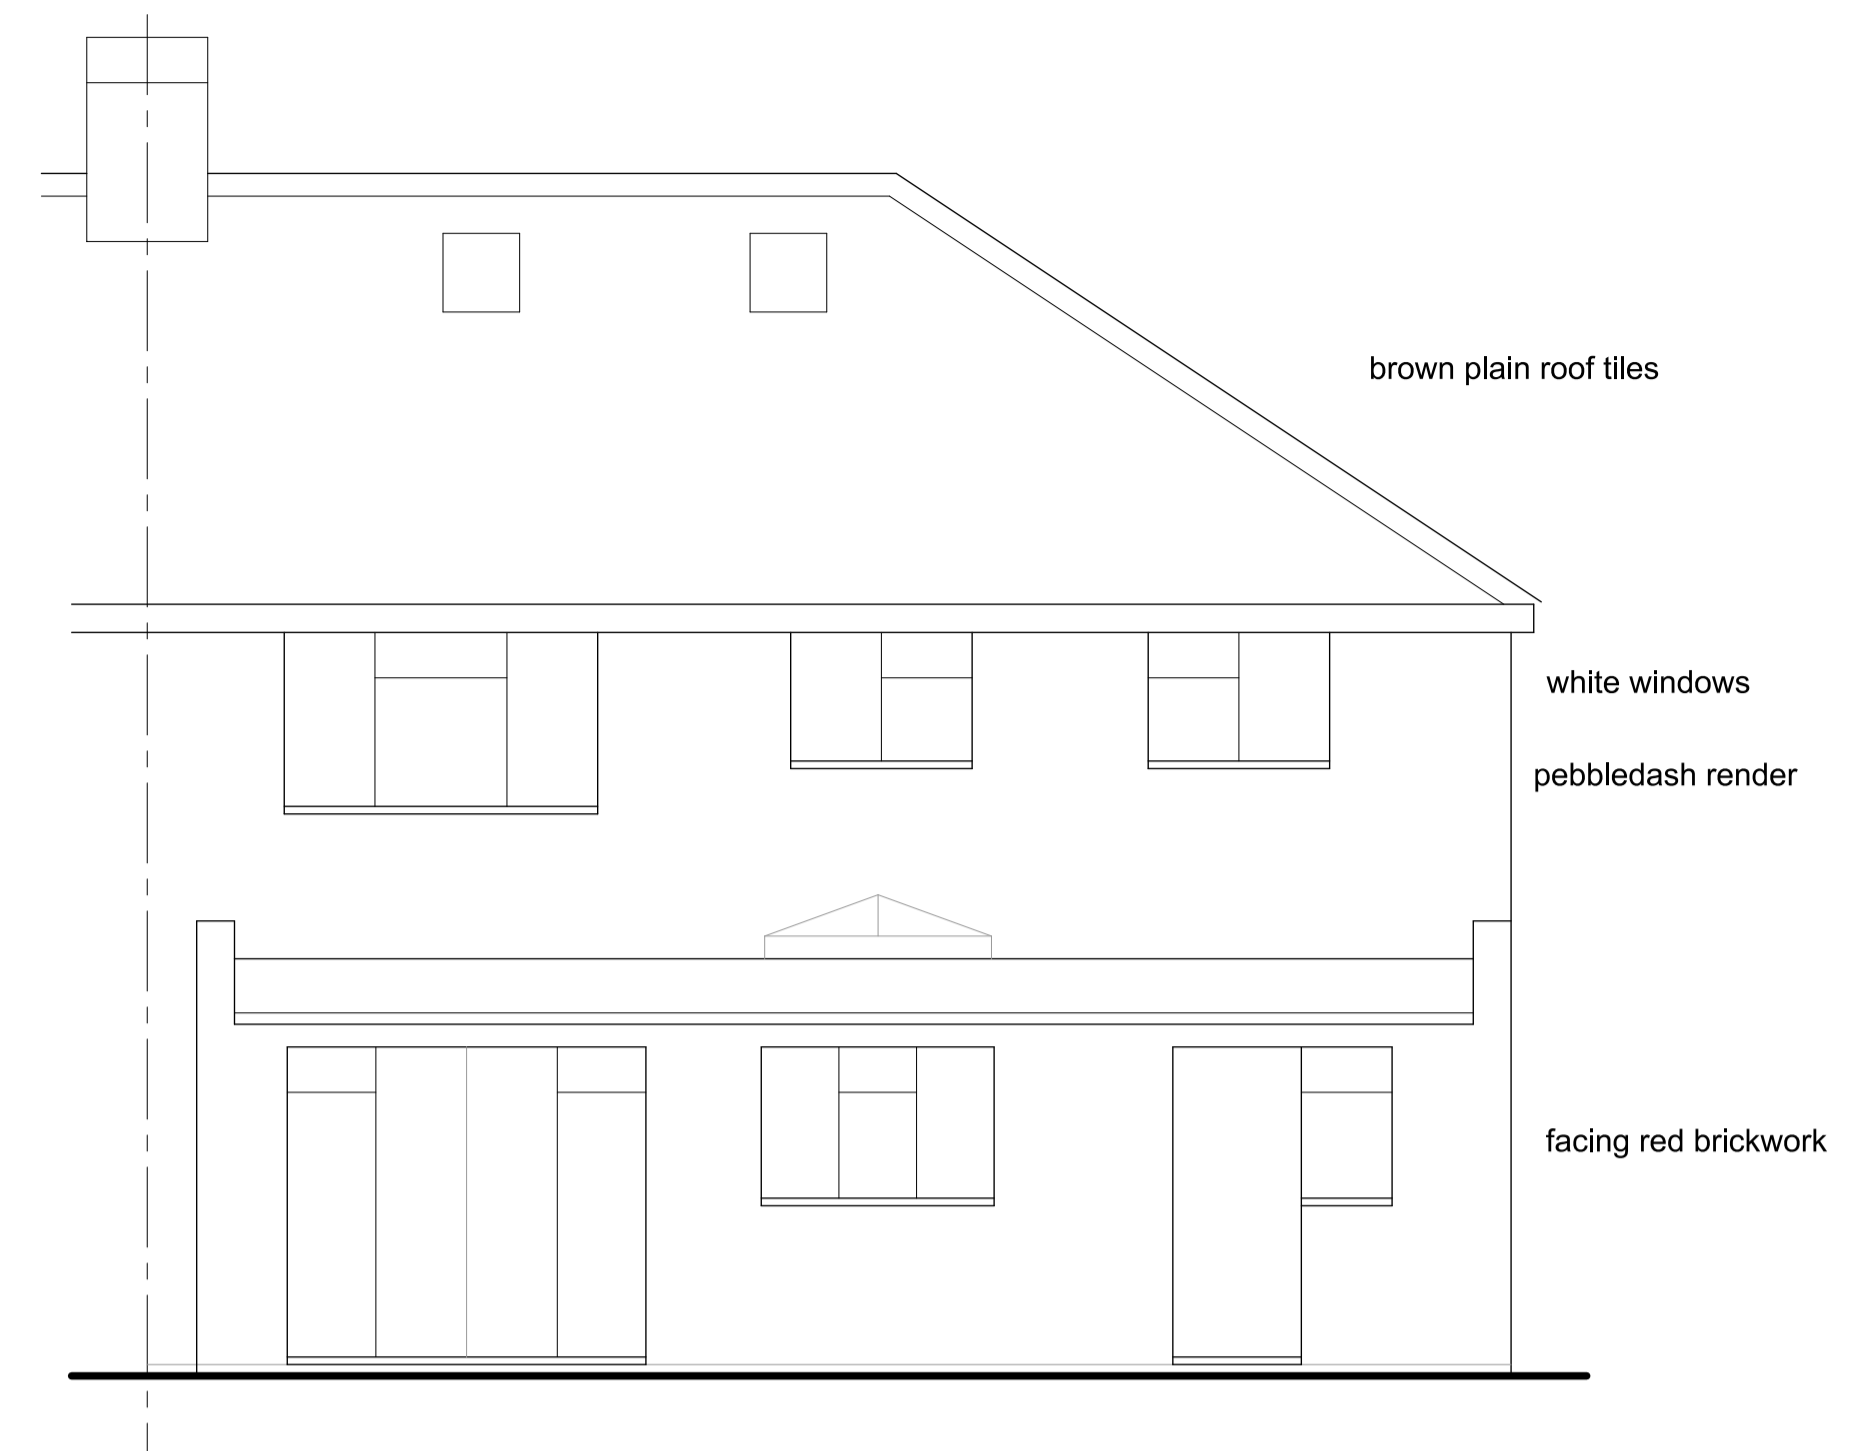 brown plain roof tiles
white windows
pebbledash render
facing red brickwork